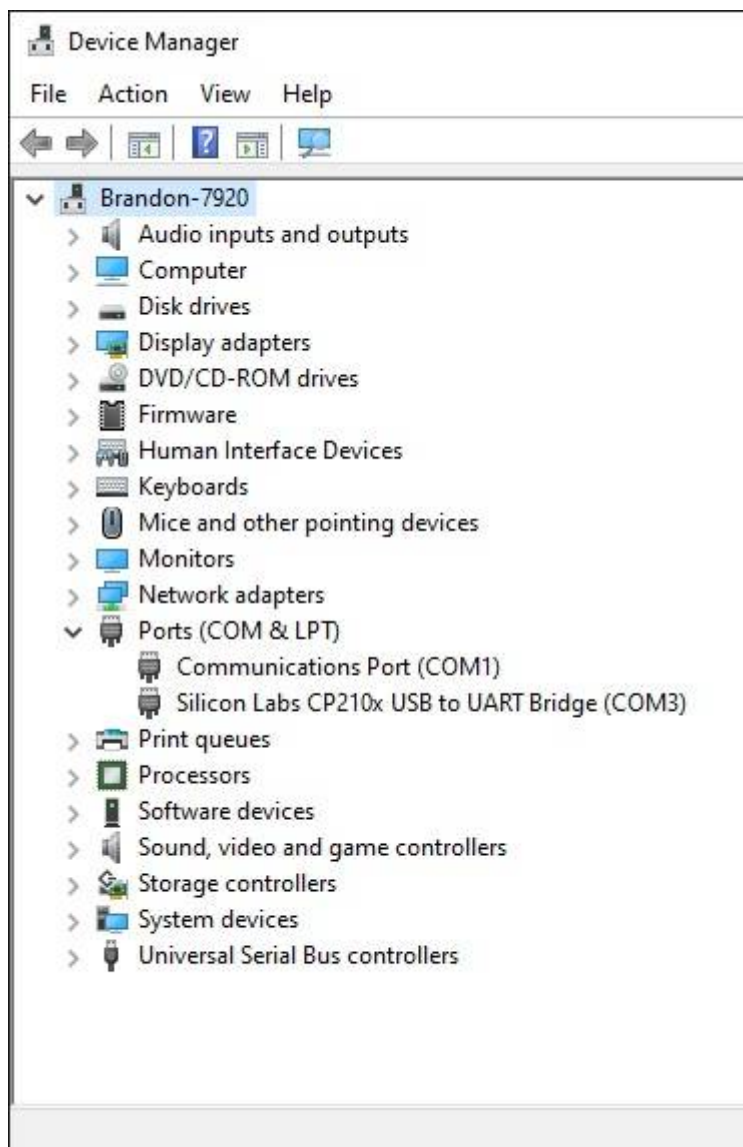 Device Manager
File Action View Help
?
Brandon-7920
Audio inputs and outputs
Computer
Disk drives
Display adapters
DVD/CD-ROM drives
Firmware
Human Interface Devices
Keyboards
Mice and other pointing devices
Monitors
Network adapters
Ports (COM & LPT)
Communications Port (COM1)
Silicon Labs CP210x USB to UART Bridge (COM3)
Print queues
Processors
Software devices
Sound, video and game controllers
Storage controllers
System devices
Universal Serial Bus controllers